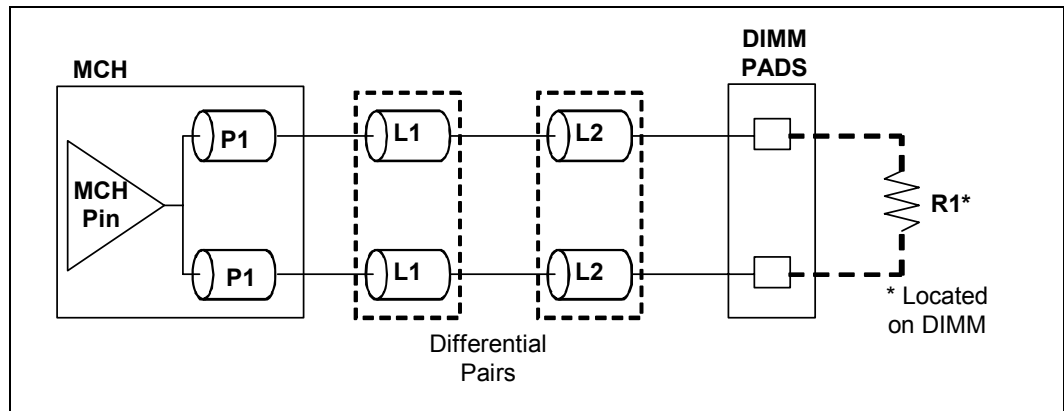 DIMM
PADS
MCH
P1
L1
L2
MCH
Pin
R1*
P1
L1
L2
* Located
on DIMM
Differential
Pairs